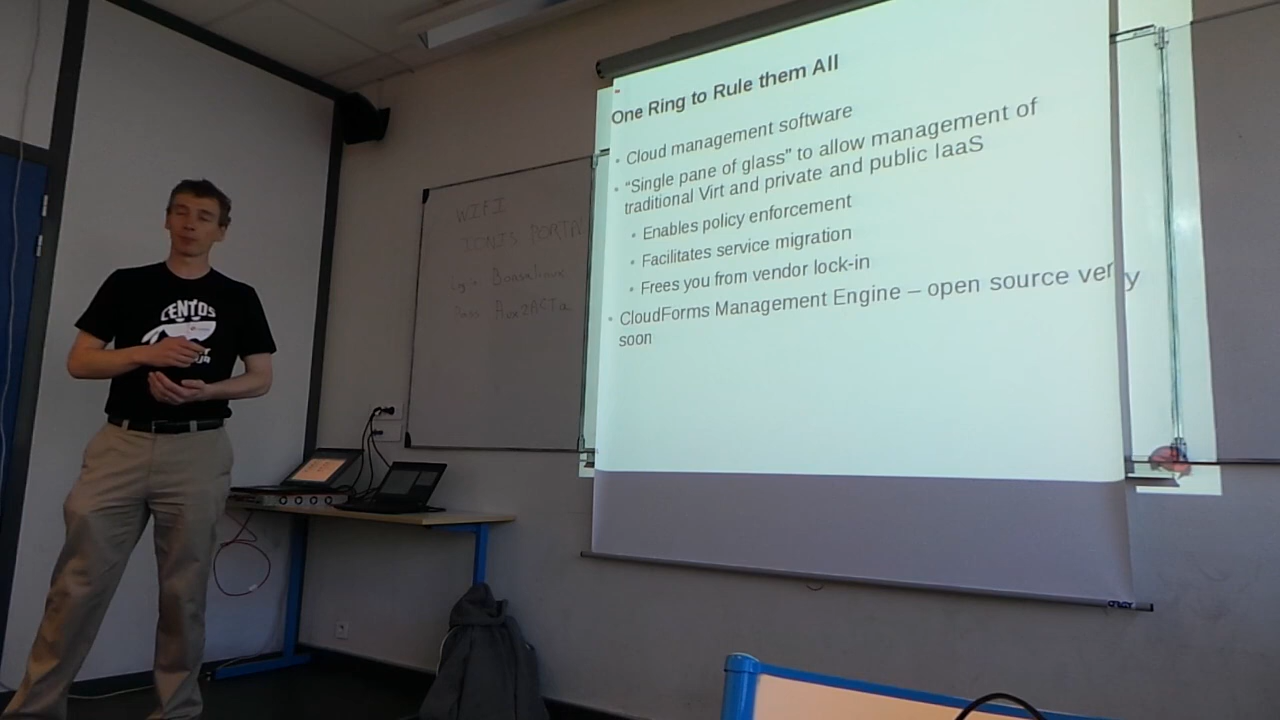 One Ring to Rule them All
• Cloud management software
• “Single pane of glass” to allow management of
traditional Virt and private and public IaaS
• Enables policy enforcement
• Facilitates service migration
• Frees you from vendor lock-in
• CloudForms Management Engine – open source very
soon
WIFI
IONIS PORTAL
CENTOS